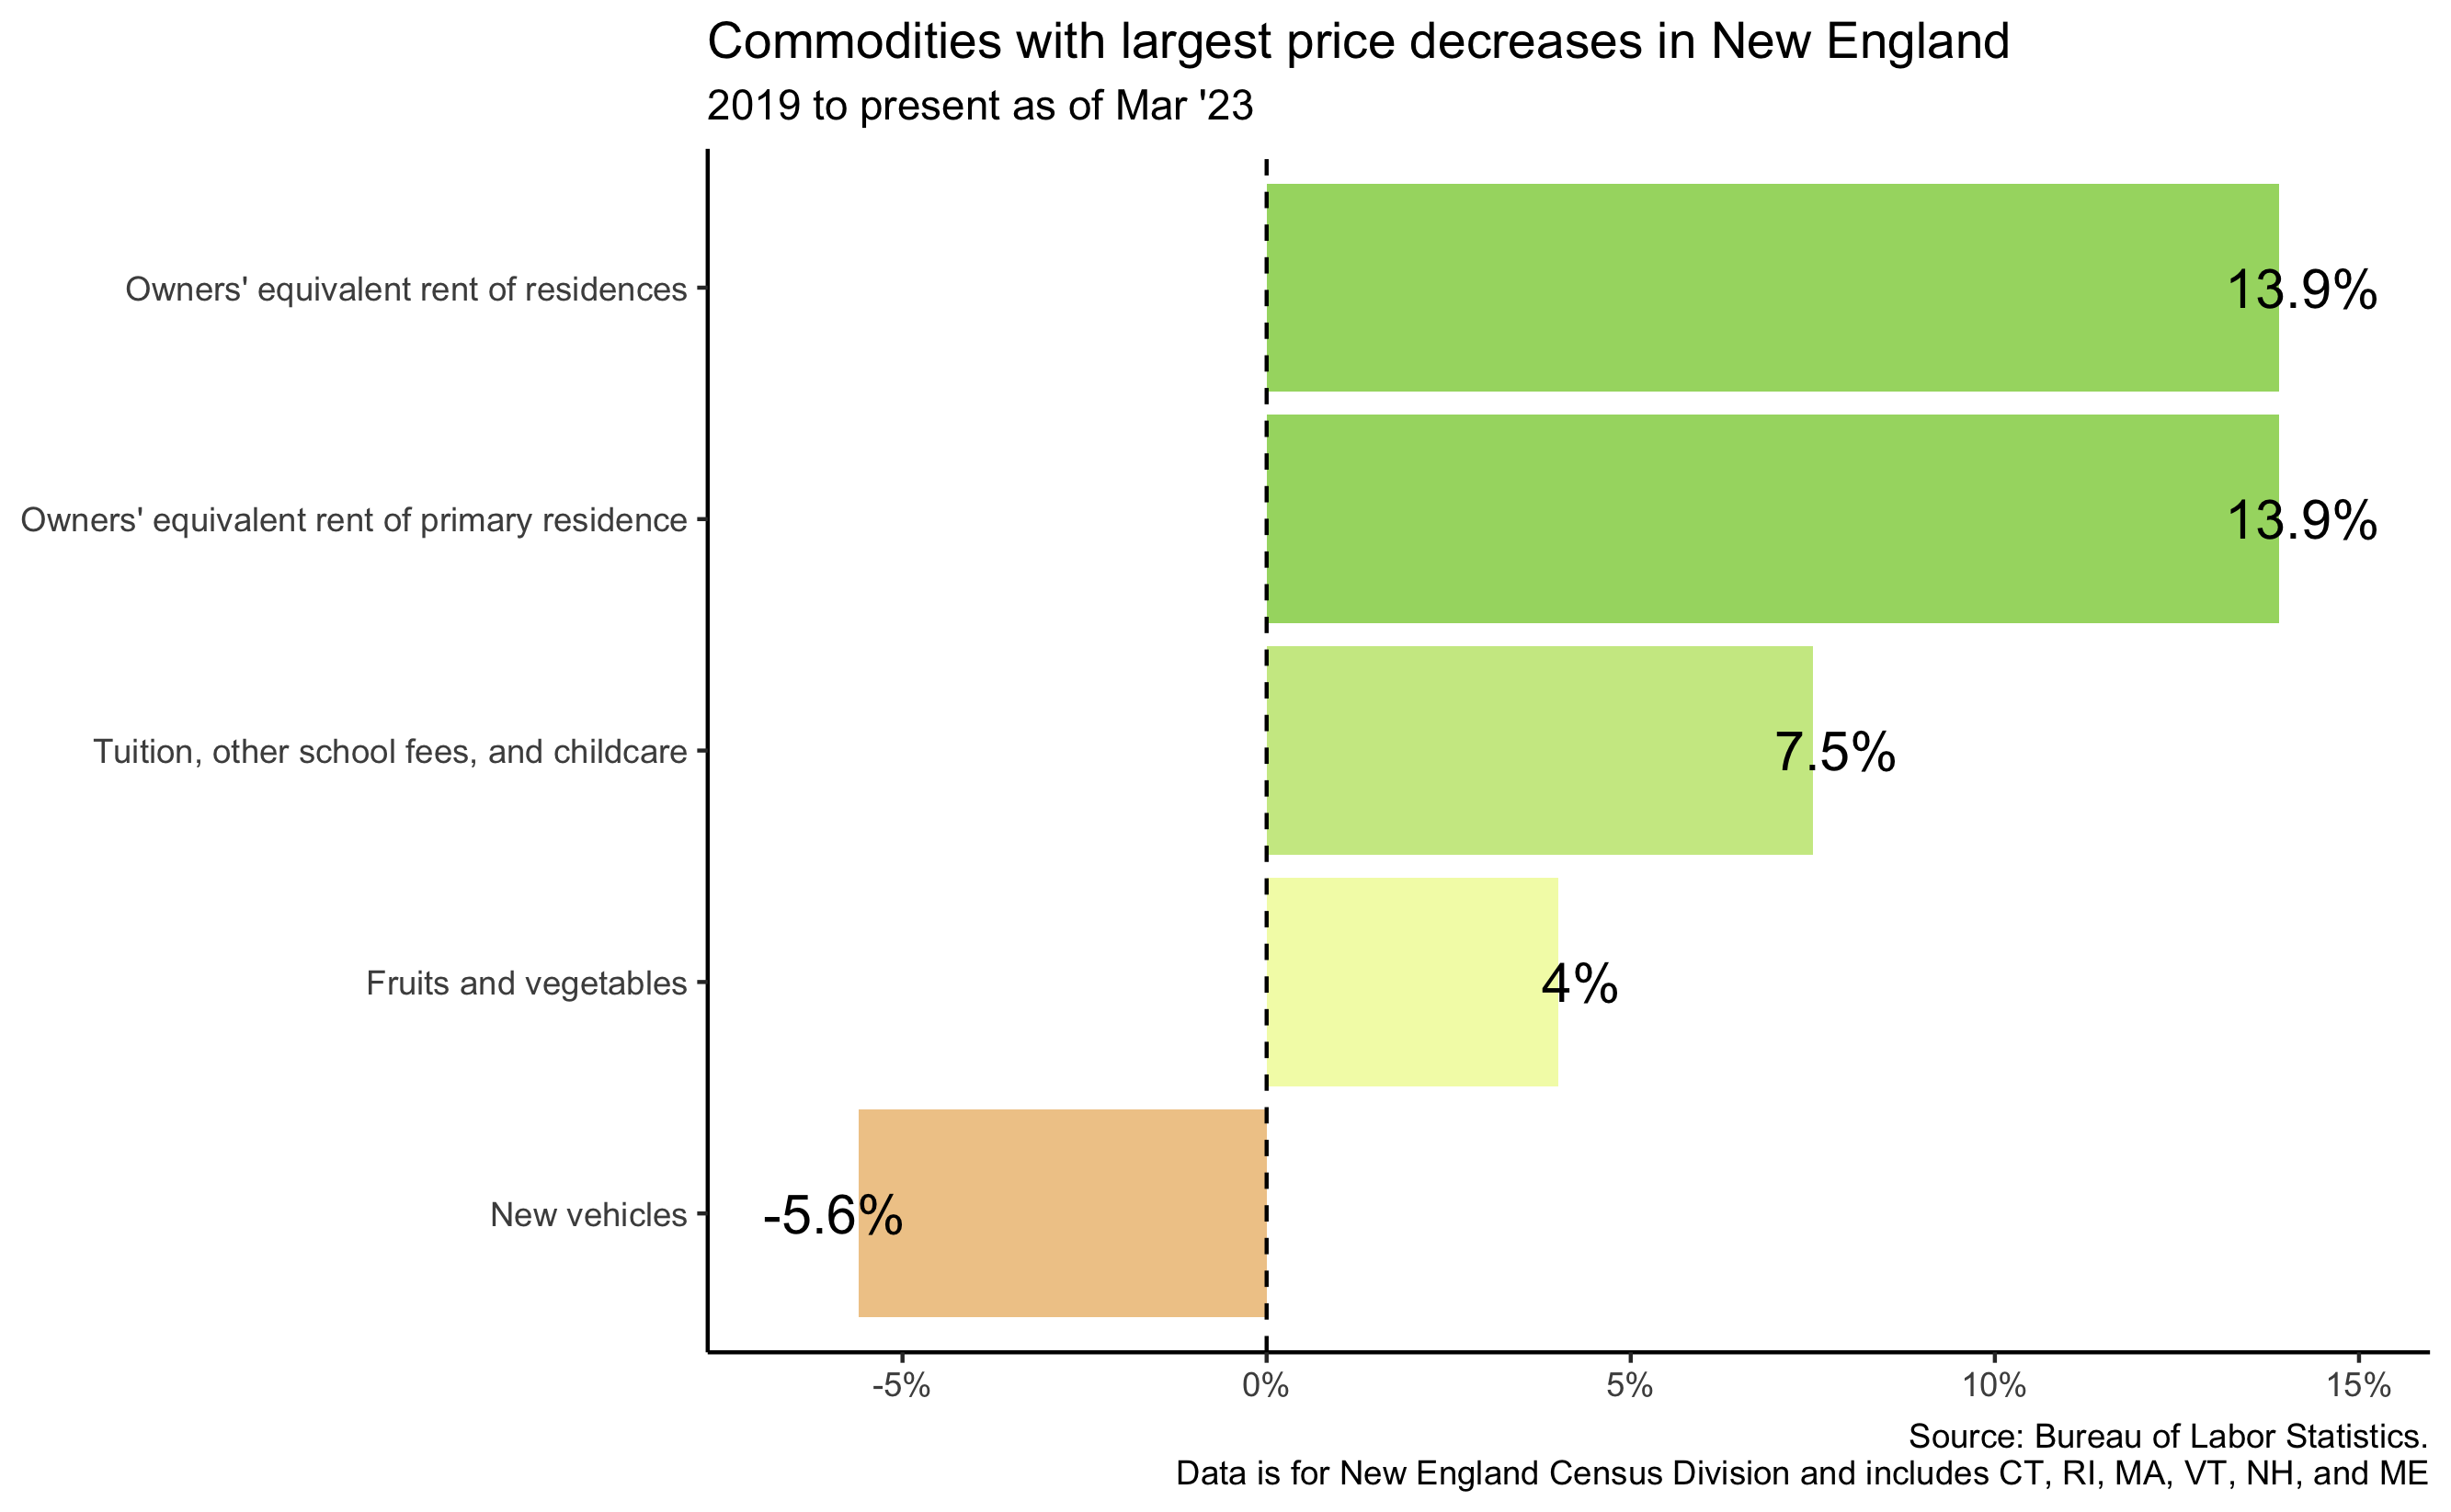 Commodities with largest price decreases in New England
2019 to present as of Mar '23
Owners' equivalent rent of residences
13.9%
Owners' equivalent rent of primary residence
13.9%
Tuition, other school fees, and childcare
7.5%
Fruits and vegetables
4%
New vehicles
-5.6%
-5%
0%
5%
10%
15%
Source: Bureau of Labor Statistics.
Data is for New England Census Division and includes CT, RI, MA, VT, NH, and ME